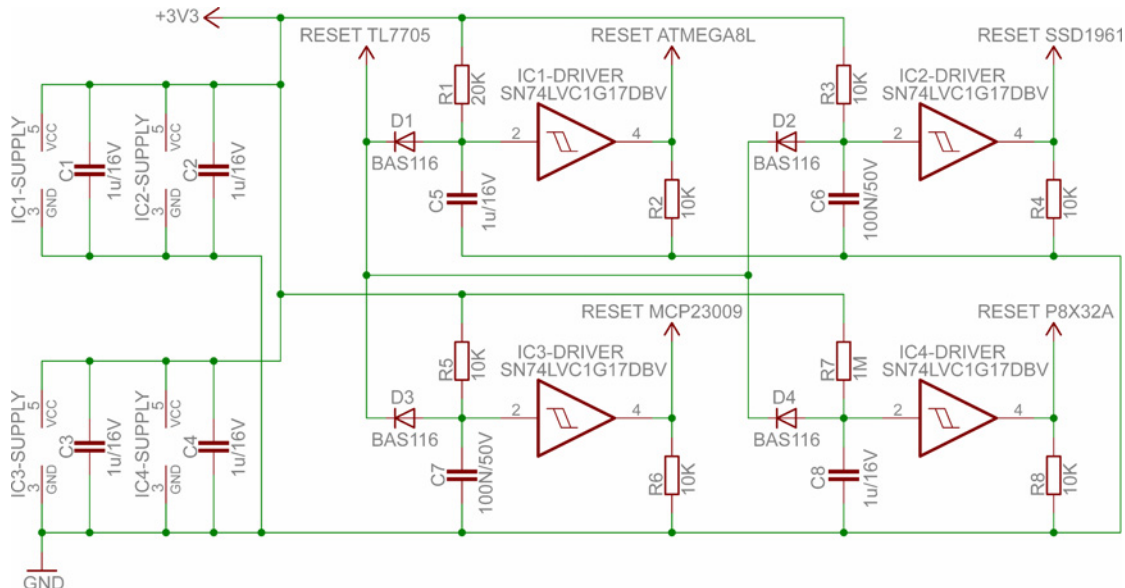 +3V3
RESET TL7705
RESET ATMEGA8L
RESET SSD1961
IC1-SUPPLY
5
VCC
3
GND
C1
1u/16V
IC2-SUPPLY
5
VCC
3
GND
C2
1u/16V
R1
20K
D1
BAS116
C5
1u/16V
IC1-DRIVER
SN74LVC1G17DBV
2
4
R2
10K
R3
10K
D2
BAS116
C6
100N/50V
IC2-DRIVER
SN74LVC1G17DBV
2
4
R4
10K
RESET MCP23009
RESET P8X32A
IC3-SUPPLY
5
VCC
3
GND
C3
1u/16V
IC4-SUPPLY
5
VCC
3
GND
C4
1u/16V
R5
10K
D3
BAS116
C7
100N/50V
IC3-DRIVER
SN74LVC1G17DBV
2
4
R6
10K
R7
1M
D4
BAS116
C8
1u/16V
IC4-DRIVER
SN74LVC1G17DBV
2
4
R8
10K
GND